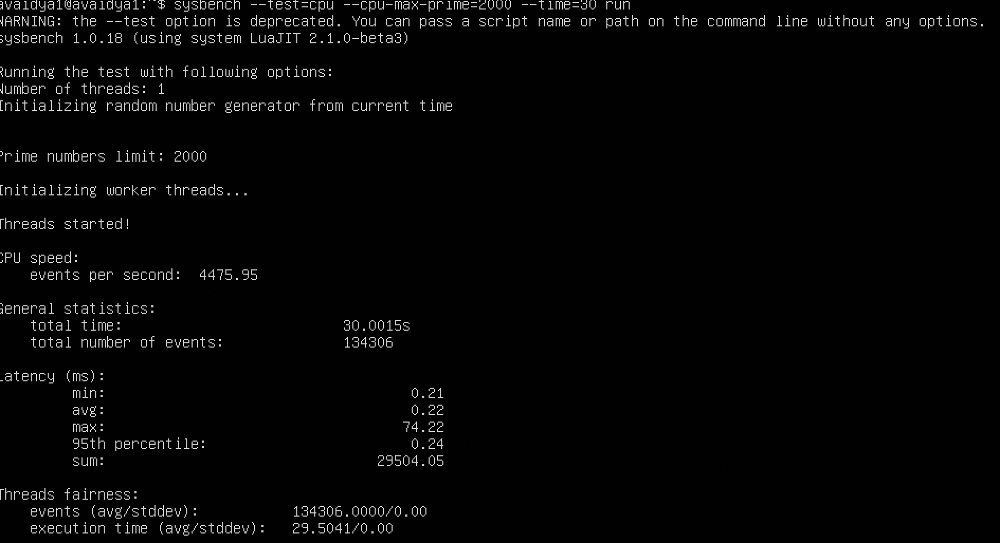 avaidya1@avaidya1:~$ sysbench --test=cpu --cpu-max-prime=2000 --time=30 run
WARNING: the --test option is deprecated. You can pass a script name or path on the command line without any options.
sysbench 1.0.18 (using system LuaJIT 2.1.0-beta3)
Running the test with following options:
Number of threads: 1
Initializing random number generator from current time
Prime numbers limit: 2000
Initializing worker threads...
Threads started!
CPU speed:
events per second: 4475.95
General statistics:
total time: 30.0015s
total number of events: 134306
Latency (ms):
min: 0.21
avg: 0.22
max: 74.22
95th percentile: 0.24
sum: 29504.05
Threads fairness:
events (avg/stddev): 134306.0000/0.00
execution time (avg/stddev): 29.5041/0.00